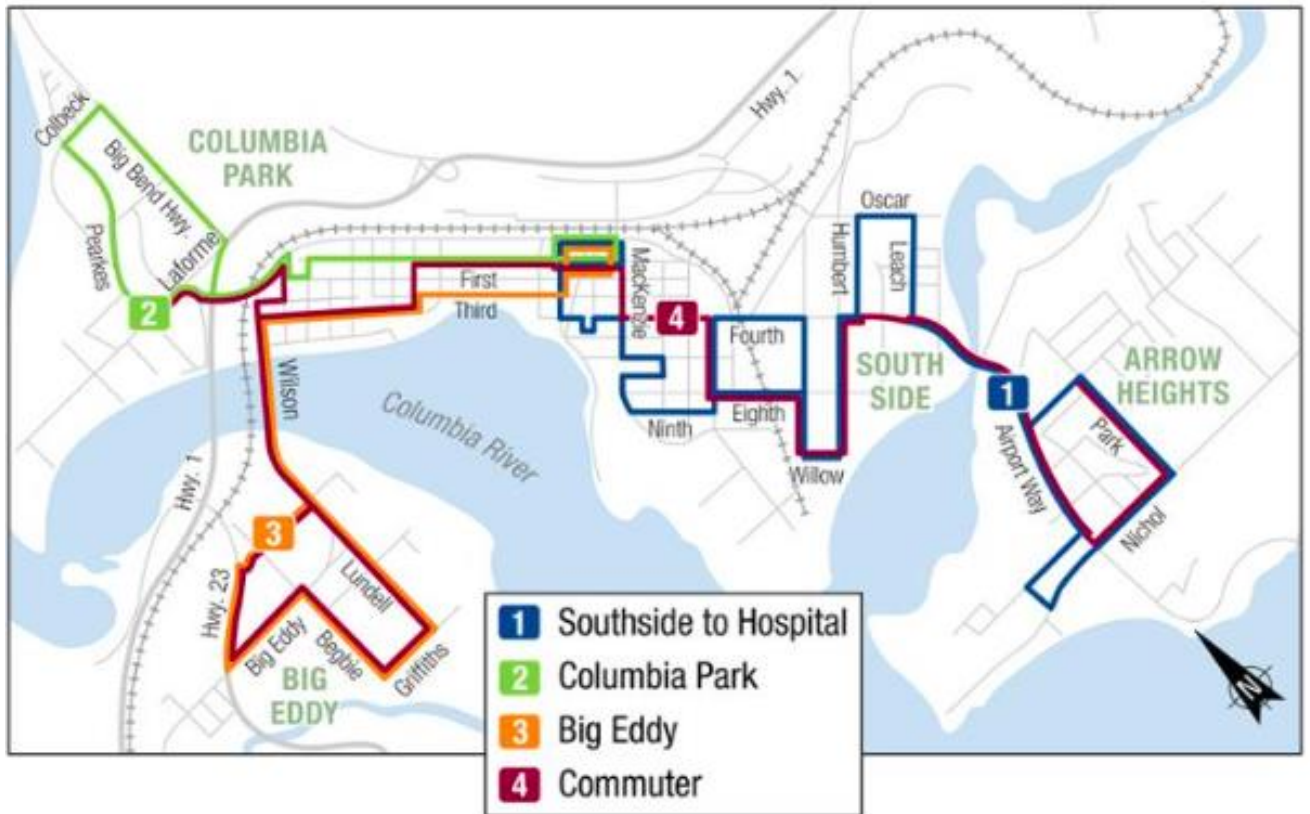 Hwy. 1
Colbeck
COLUMBIA
PARK
Big Bend Hwy.
Pearkes
Laforme
2
Oscar
Humbert
Leach
MacKenzie
First
Third
4
Fourth
SOUTH
SIDE
ARROW
HEIGHTS
1
Wilson
Columbia River
Ninth
Eighth
Willow
Park
Airport Way
Nichol
Hwy. 1
3
Lundell
Hwy. 23
Big Eddy
Begbie
Griffiths
BIG
EDDY
N
1 Southside to Hospital
2 Columbia Park
3 Big Eddy
4 Commuter